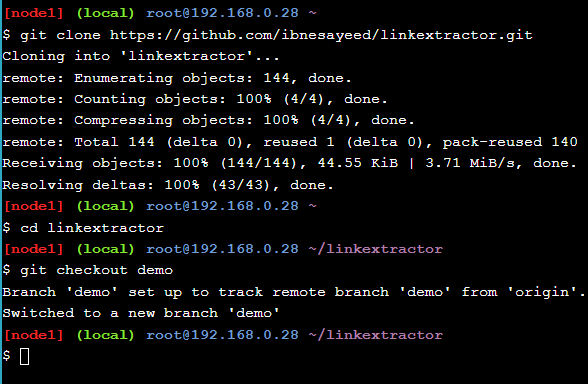 [node1] (local) root@192.168.0.28 ~
$ git clone https://github.com/ibnesayeed/linkextractor.git
Cloning into 'linkextractor'...
remote: Enumerating objects: 144, done.
remote: Counting objects: 100% (4/4), done.
remote: Compressing objects: 100% (4/4), done.
remote: Total 144 (delta 0), reused 1 (delta 0), pack-reused 140
Receiving objects: 100% (144/144), 44.55 KiB | 3.71 MiB/s, done.
Resolving deltas: 100% (43/43), done.
[node1] (local) root@192.168.0.28 ~
$ cd linkextractor
[node1] (local) root@192.168.0.28 ~/linkextractor
$ git checkout demo
Branch 'demo' set up to track remote branch 'demo' from 'origin'.
Switched to a new branch 'demo'
[node1] (local) root@192.168.0.28 ~/linkextractor
$